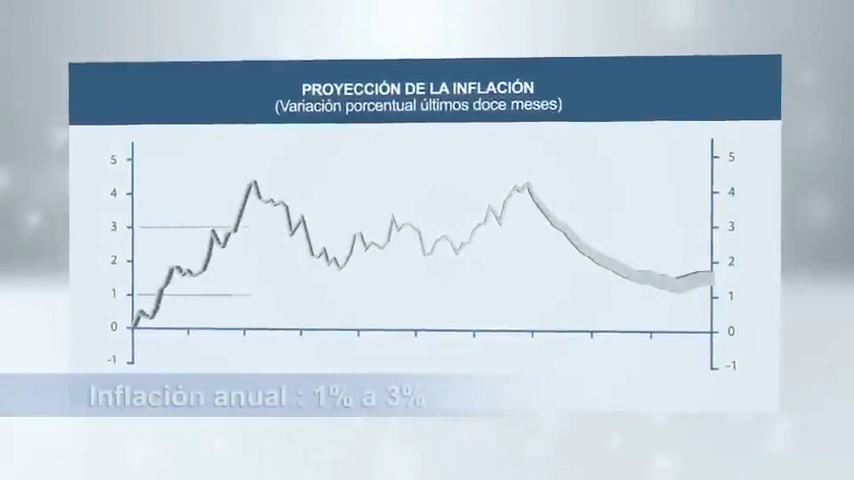 PROYECCIÓN DE LA INFLACIÓN
(Variación porcentual últimos doce meses)
5 5
4 4
3 3
2 2
1 1
0 0
-1 -1
Inflación anual : 1% a 3%